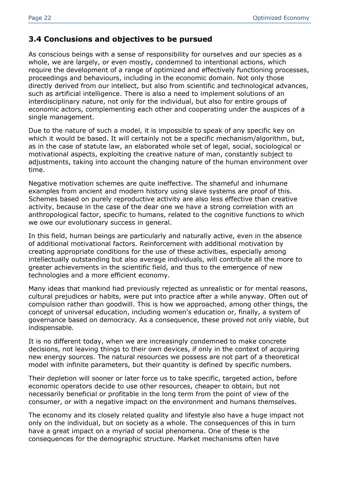 Page 22 Optimized Economy
3.4 Conclusions and objectives to be pursued
As conscious beings with a sense of responsibility for ourselves and our species as a
whole, we are largely, or even mostly, condemned to intentional actions, which
require the development of a range of optimized and effectively functioning processes,
proceedings and behaviours, including in the economic domain. Not only those
directly derived from our intellect, but also from scientific and technological advances,
such as artificial intelligence. There is also a need to implement solutions of an
interdisciplinary nature, not only for the individual, but also for entire groups of
economic actors, complementing each other and cooperating under the auspices of a
single management.
Due to the nature of such a model, it is impossible to speak of any specific key on
which it would be based. It will certainly not be a specific mechanism/algorithm, but,
as in the case of statute law, an elaborated whole set of legal, social, sociological or
motivational aspects, exploiting the creative nature of man, constantly subject to
adjustments, taking into account the changing nature of the human environment over
time.
Negative motivation schemes are quite ineffective. The shameful and inhumane
examples from ancient and modern history using slave systems are proof of this.
Schemes based on purely reproductive activity are also less effective than creative
activity, because in the case of the dear one we have a strong correlation with an
anthropological factor, specific to humans, related to the cognitive functions to which
we owe our evolutionary success in general.
In this field, human beings are particularly and naturally active, even in the absence
of additional motivational factors. Reinforcement with additional motivation by
creating appropriate conditions for the use of these activities, especially among
intellectually outstanding but also average individuals, will contribute all the more to
greater achievements in the scientific field, and thus to the emergence of new
technologies and a more efficient economy.
Many ideas that mankind had previously rejected as unrealistic or for mental reasons,
cultural prejudices or habits, were put into practice after a while anyway. Often out of
compulsion rather than goodwill. This is how we approached, among other things, the
concept of universal education, including women's education or, finally, a system of
governance based on democracy. As a consequence, these proved not only viable, but
indispensable.
It is no different today, when we are increasingly condemned to make concrete
decisions, not leaving things to their own devices, if only in the context of acquiring
new energy sources. The natural resources we possess are not part of a theoretical
model with infinite parameters, but their quantity is defined by specific numbers.
Their depletion will sooner or later force us to take specific, targeted action, before
economic operators decide to use other resources, cheaper to obtain, but not
necessarily beneficial or profitable in the long term from the point of view of the
consumer, or with a negative impact on the environment and humans themselves.
The economy and its closely related quality and lifestyle also have a huge impact not
only on the individual, but on society as a whole. The consequences of this in turn
have a great impact on a myriad of social phenomena. One of these is the
consequences for the demographic structure. Market mechanisms often have